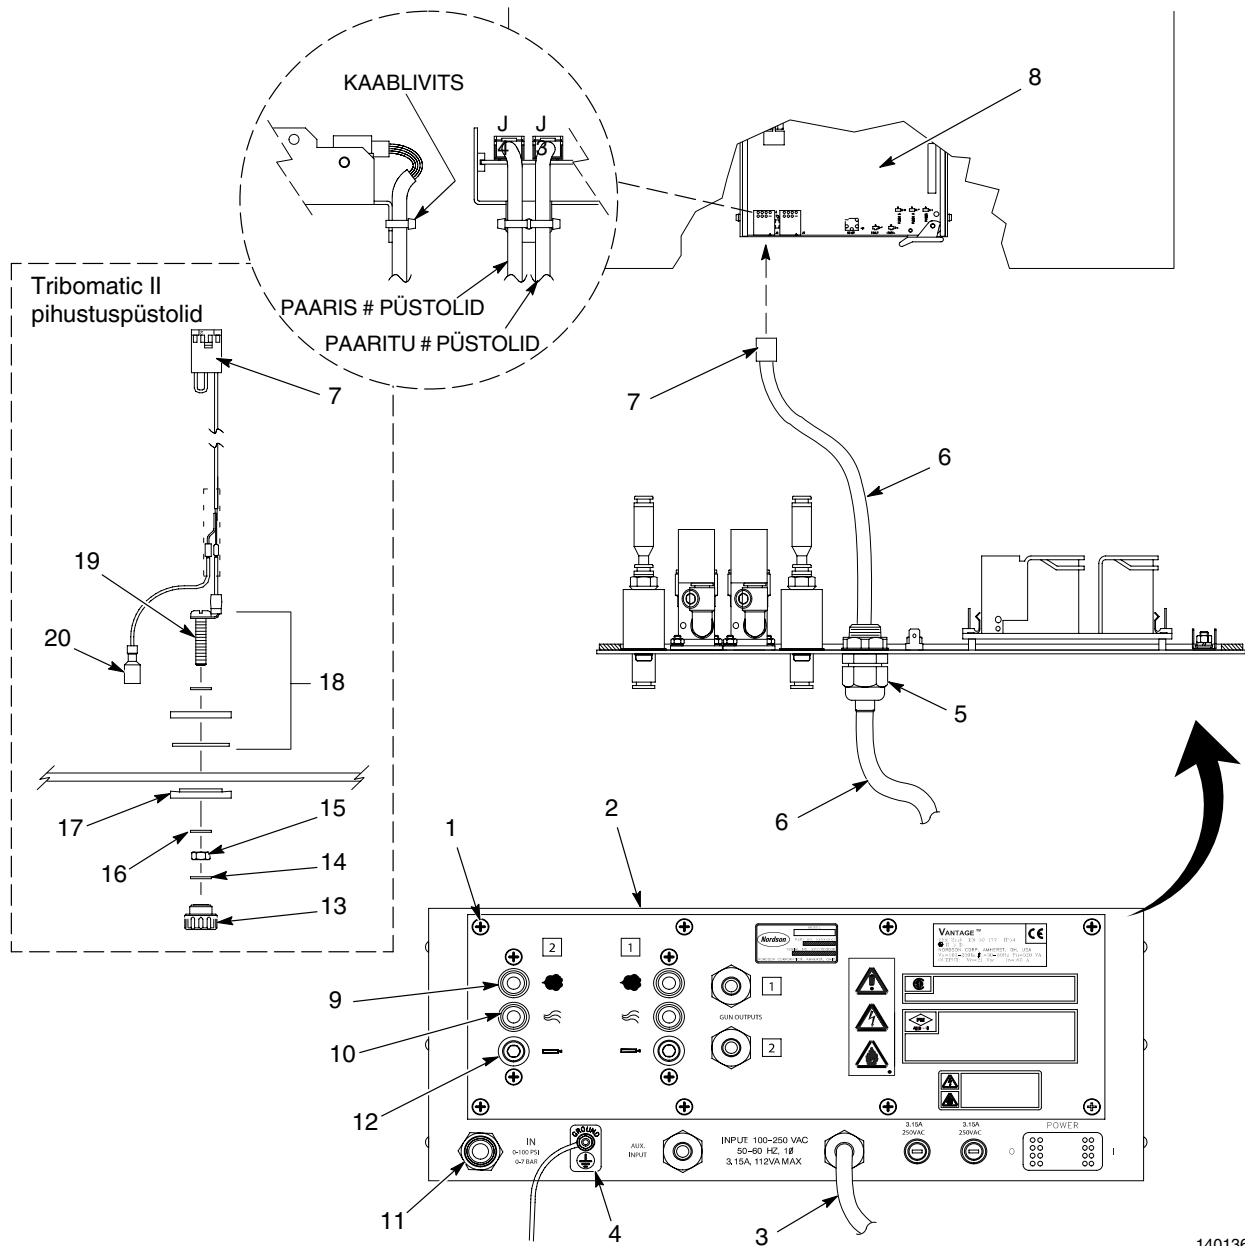 KAABLIVITS
8
J J
4 3
Tribomatic II
pihustuspüstolid
PAARIS # PÜSTOLID
PAARITU # PÜSTOLID
7
7
6
19
20
18
5
17
15
16
14
13
6
1
2
2
1
Nordson
VANTAGE™
CE
9
1
10
GUN OUTPUTS
2
12
3.15A
250VAC
3.15A
250VAC
POWER
IN
0-100 PSI
0-7 BAR
GROUND
AUX.
INPUT
INPUT: 100-250 VAC
50-60 HZ, 1Ø
3.15A, 112VA MAX
O
I
11
4
3
140136